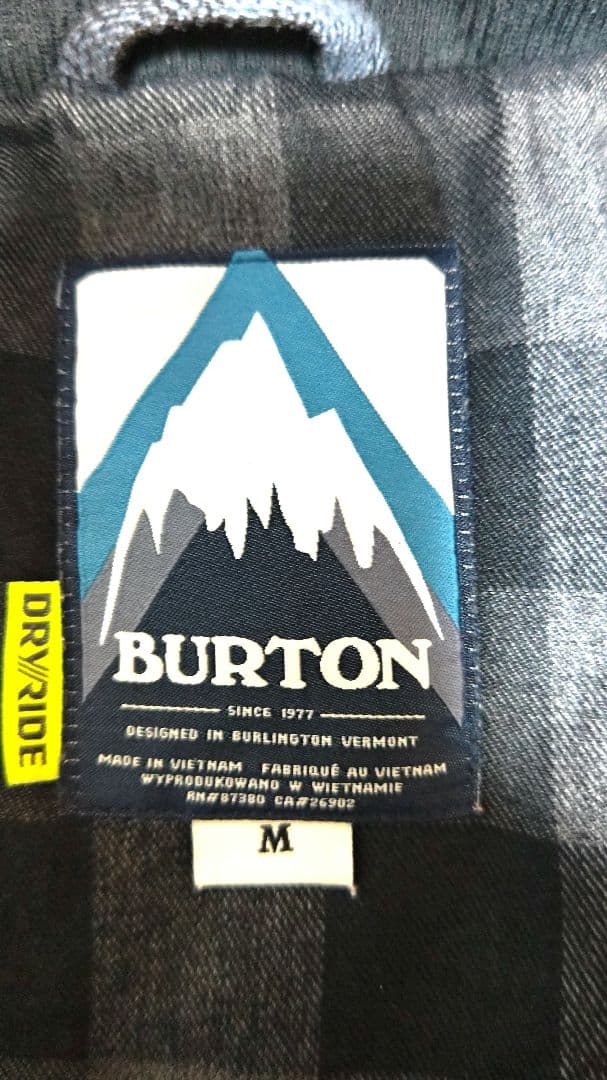 BURTON
SINCE 1977
DESIGNED IN BURLINGTON VERMONT
MADE IN VIETNAM FABRIQUÉ AU VIETNAM
WYPRODUKOWANO W WIETNAMIE
RN#87380 CA#26902
M
DRY//RIDE